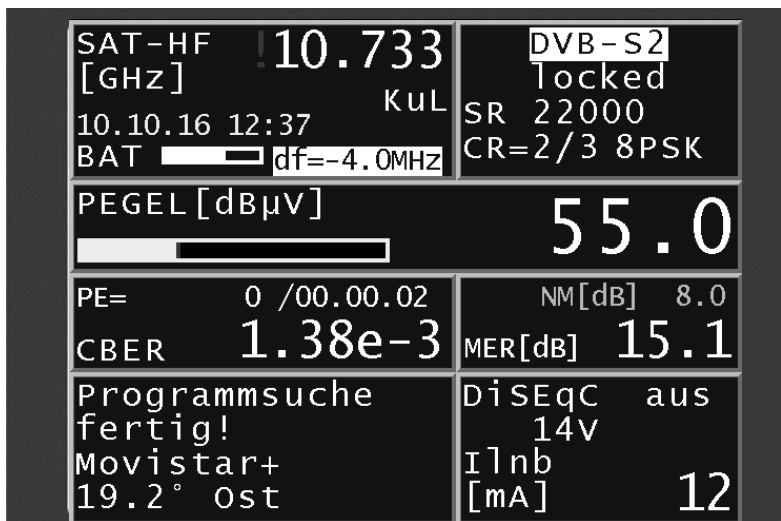 SAT-HF !10.733
[GHz]
KuL
10.10.16 12:37
BAT df=-4.0MHz
DVB-S2
locked
SR 22000
CR=2/3 8PSK
PEGEL[dBµV]
55.0
PE= 0 /00.00.02
CBER 1.38e-3
NM[dB] 8.0
MER[dB] 15.1
Programmsuche
fertig!
Movistar+
19.2° Ost
DiSEqC aus
14V
Ilnb
[mA] 12